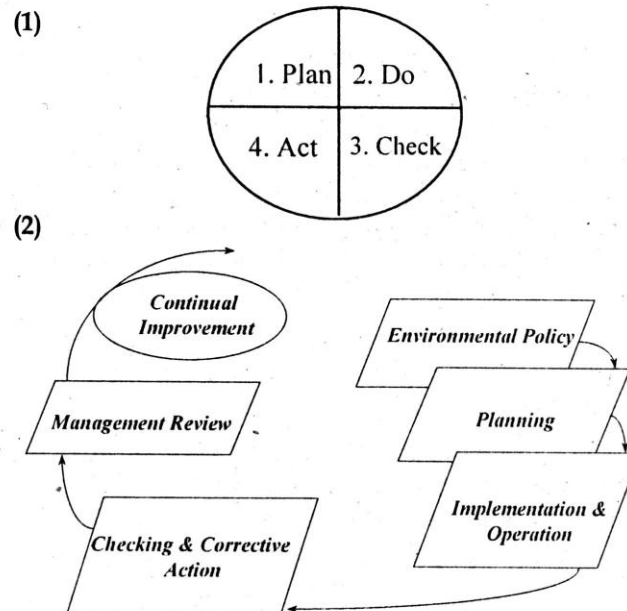 (1)
1. Plan 2. Do
4. Act 3. Check
(2)
Continual
Improvement
Environmental Policy
Management Review
Planning
Implementation &
Operation
Checking & Corrective
Action